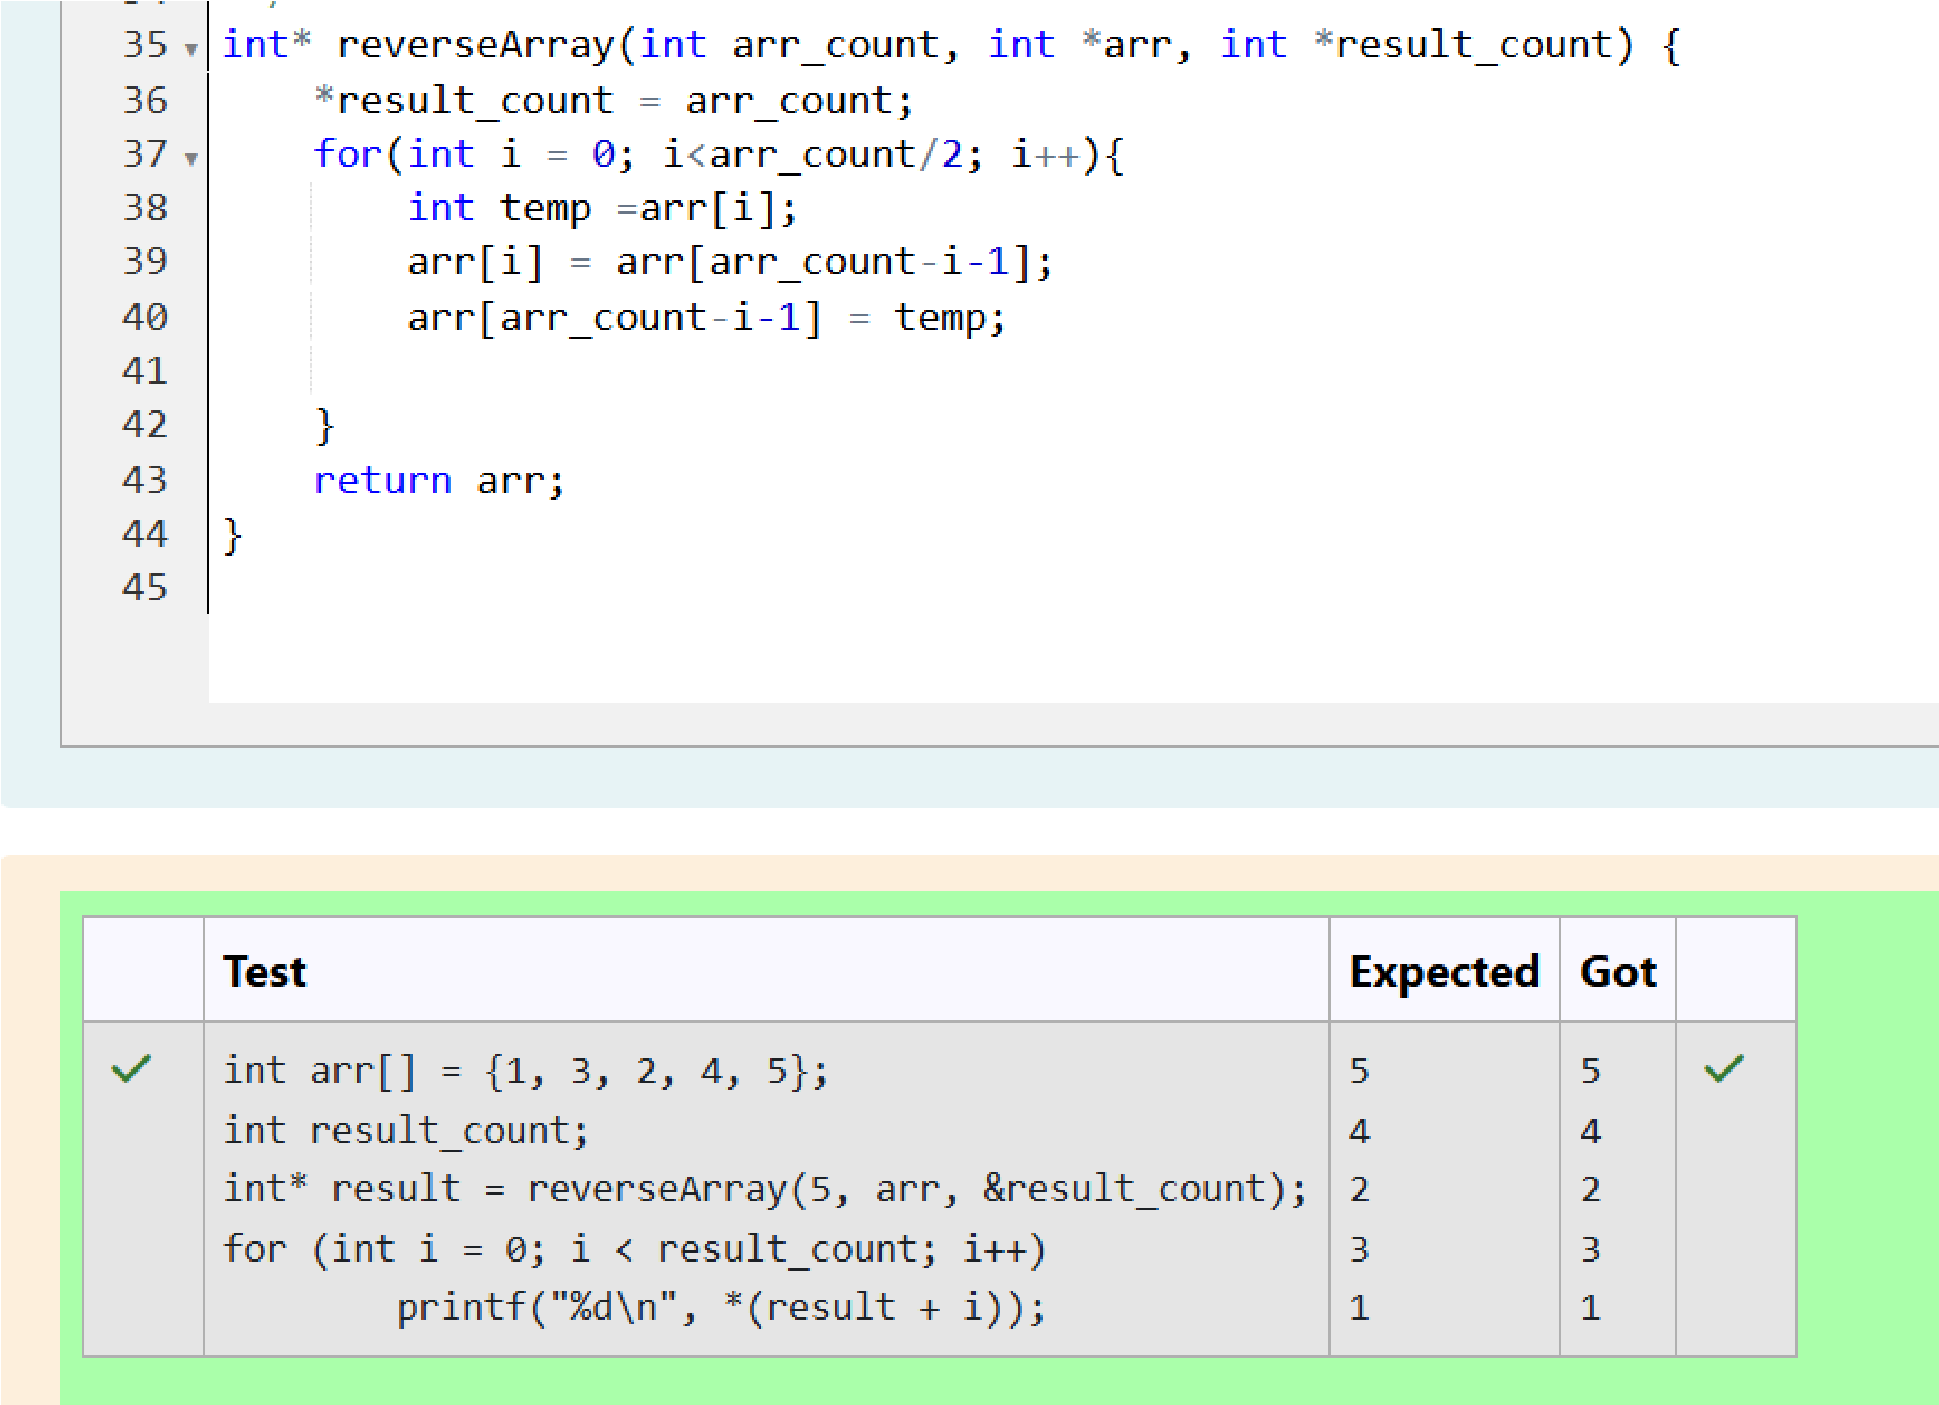 35 int* reverseArray(int arr_count, int *arr, int *result_count) {
36 *result_count = arr_count;
37 for(int i = 0; i<arr_count/2; i++){
38 int temp =arr[i];
39 arr[i] = arr[arr_count-i-1];
40 arr[arr_count-i-1] = temp;
41
42 }
43 return arr;
44 }
45
Test Expected Got
int arr[] = {1, 3, 2, 4, 5}; 5 5
int result_count; 4 4
int* result = reverseArray(5, arr, &result_count); 2 2
for (int i = 0; i < result_count; i++) 3 3
printf("%d\n", *(result + i)); 1 1